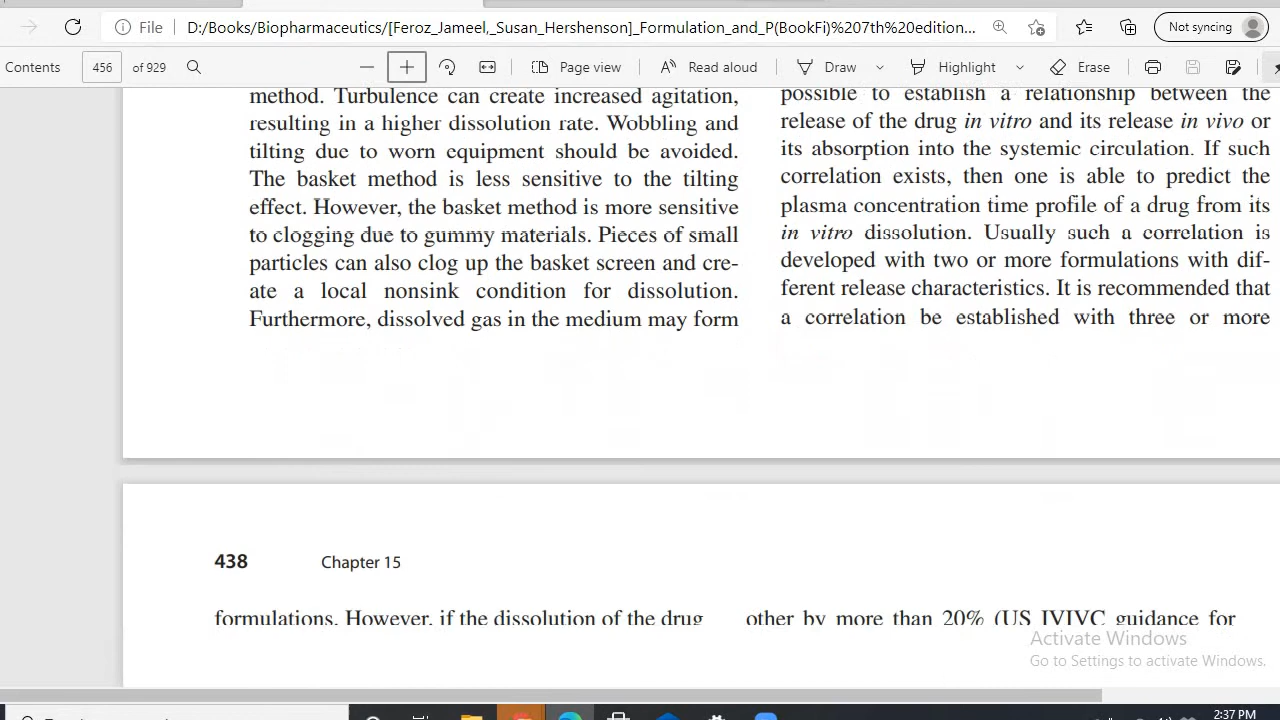 File
D:/Books/Biopharmaceutics/[Feroz_Jameel,_Susan_Hershenson]_Formulation_and_P(BookFi)%207th%20edition...
Not syncing
Contents
456 of 929
Page view
Read aloud
Draw
Highlight
Erase
method. Turbulence can create increased agitation,
resulting in a higher dissolution rate. Wobbling and
tilting due to worn equipment should be avoided.
The basket method is less sensitive to the tilting
effect. However, the basket method is more sensitive
to clogging due to gummy materials. Pieces of small
particles can also clog up the basket screen and cre-
ate a local nonsink condition for dissolution.
Furthermore, dissolved gas in the medium may form
possible to establish a relationship between the
release of the drug in vitro and its release in vivo or
its absorption into the systemic circulation. If such
correlation exists, then one is able to predict the
plasma concentration time profile of a drug from its
in vitro dissolution. Usually such a correlation is
developed with two or more formulations with dif-
ferent release characteristics. It is recommended that
a correlation be established with three or more
438 Chapter 15
formulations. However, if the dissolution of the drug
other by more than 20% (US IVIVC guidance for
Activate Windows
Go to Settings to activate Windows.
2:37 PM